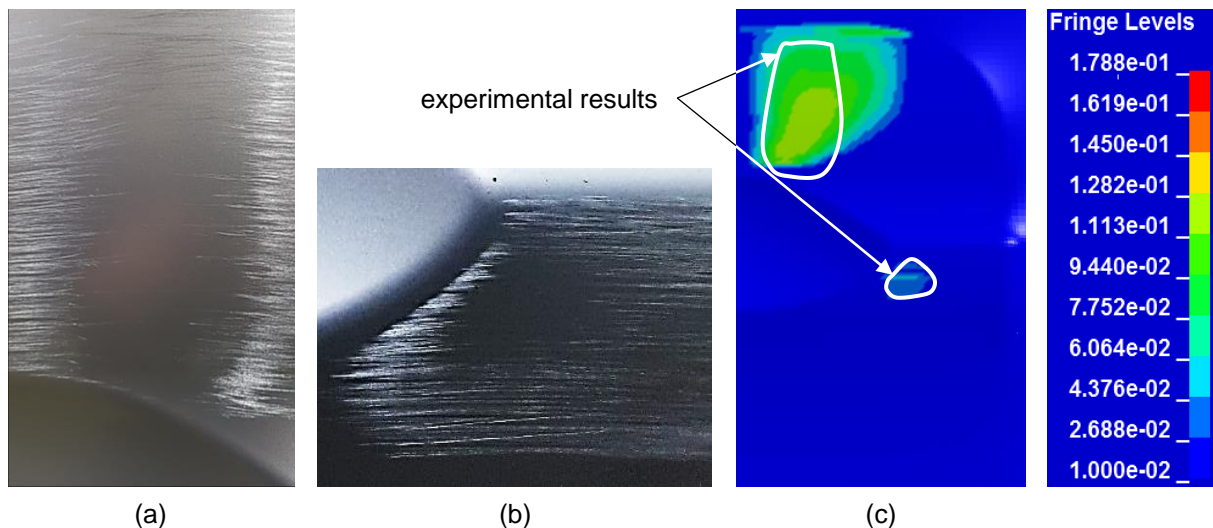 experimental results
Fringe Levels
1.788e-01
1.619e-01
1.450e-01
1.282e-01
1.113e-01
9.440e-02
7.752e-02
6.064e-02
4.376e-02
2.688e-02
1.000e-02
(a)
(b)
(c)